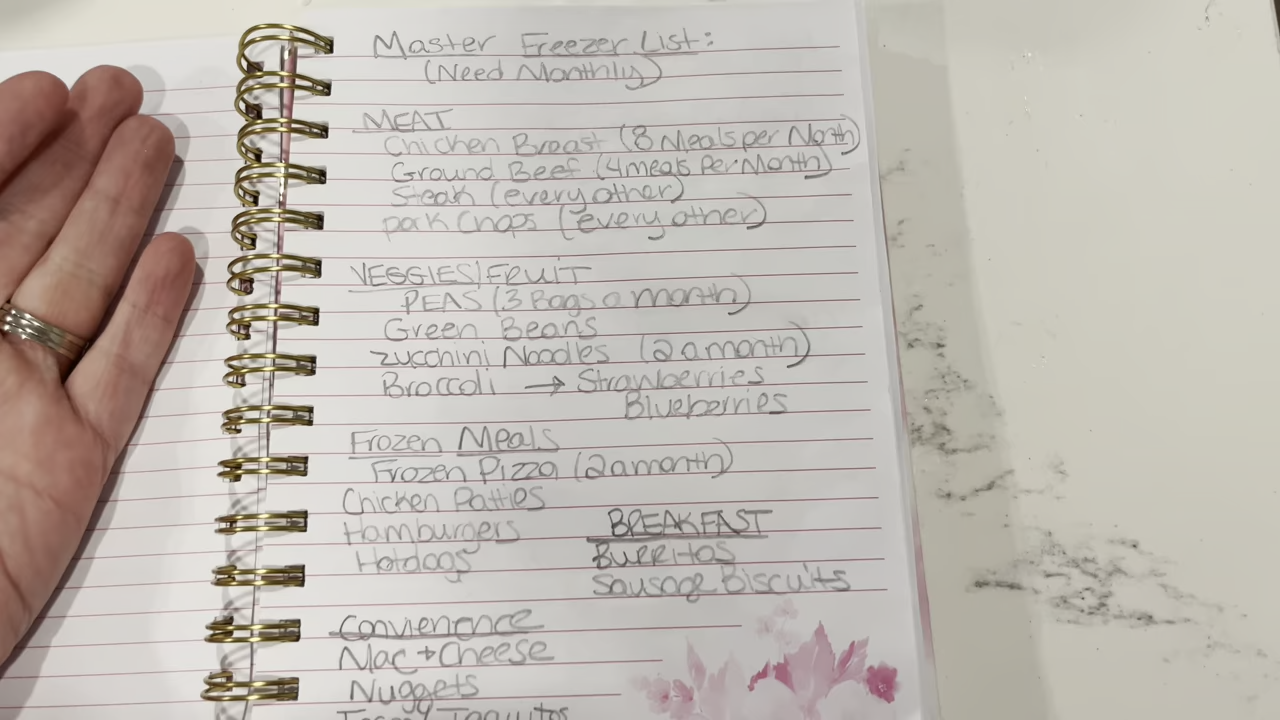 Master Freezer List:
(Need Monthly)
MEAT
Chicken Breast (8 Meals per Month)
Ground Beef (4 meals Per Month)
Steak (every other)
pork Chops (every other)
VEGGIES/FRUIT
PEAS (3 Bags a month)
Green Beans
Zucchini Noodles (2 a month)
Broccoli → Strawberries
Blueberries
Frozen Meals
Frozen Pizza (2 a month)
Chicken Patties
Hamburgers
Hotdogs
BREAKFAST
Burritos
Sausage Biscuits
Convienence
Mac + Cheese
Nuggets
Taquitos